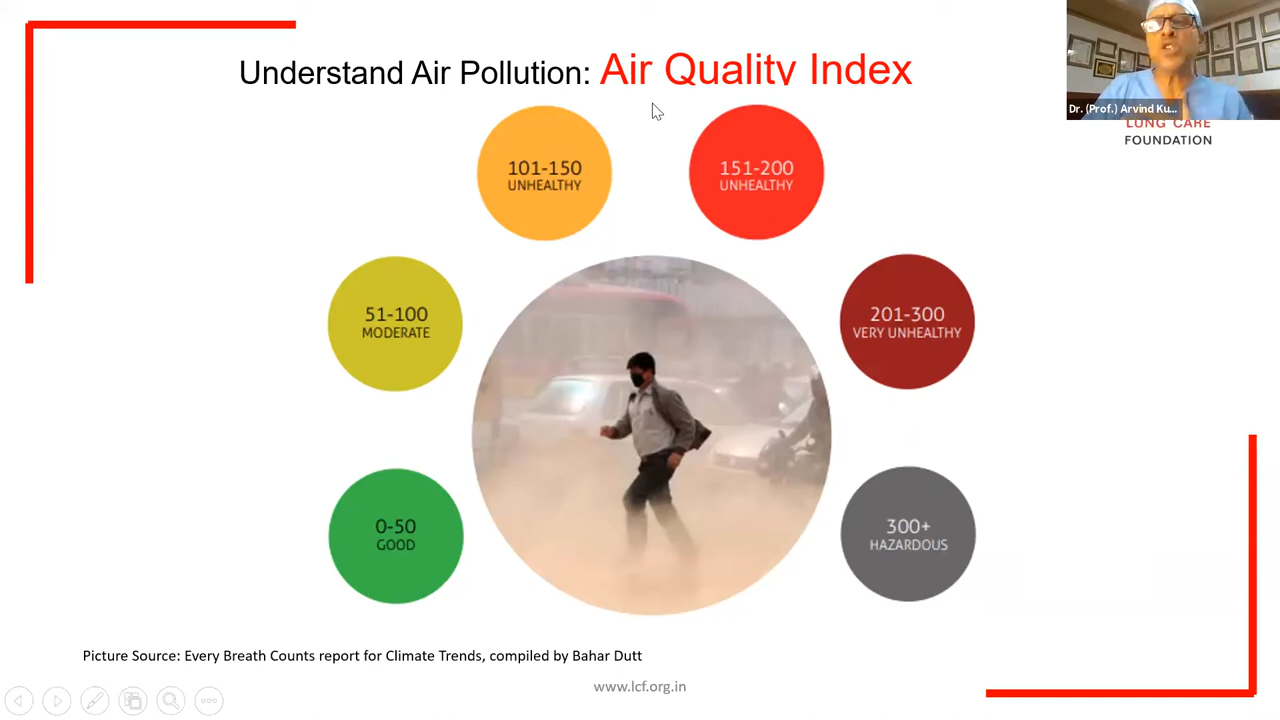 Understand Air Pollution: Air Quality Index
Dr. (Prof.) Arvind Ku...
LUNG CARE
FOUNDATION
101-150
UNHEALTHY
151-200
UNHEALTHY
51-100
MODERATE
201-300
VERY UNHEALTHY
0-50
GOOD
300+
HAZARDOUS
Picture Source: Every Breath Counts report for Climate Trends, compiled by Bahar Dutt
www.lcf.org.in